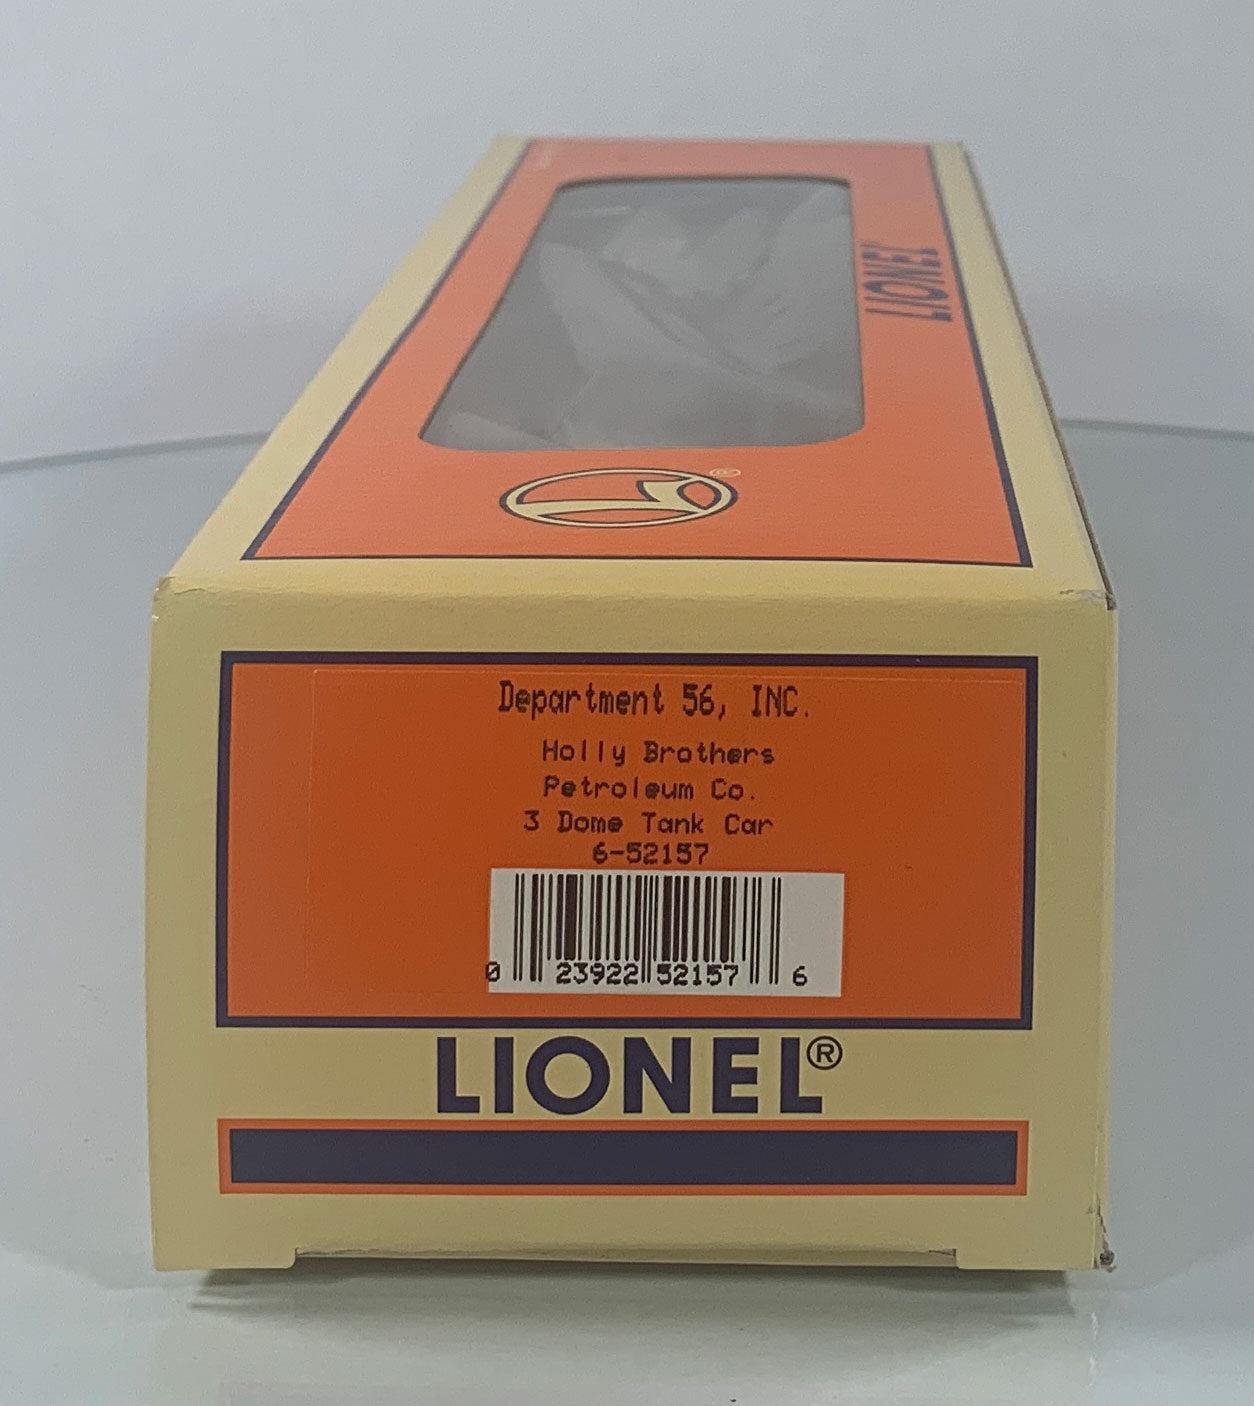 LIONEL
®
Department 56, INC.
Holly Brothers
Petroleum Co.
3 Dome Tank Car
6-52157
0 23922 52157 6
LIONEL®